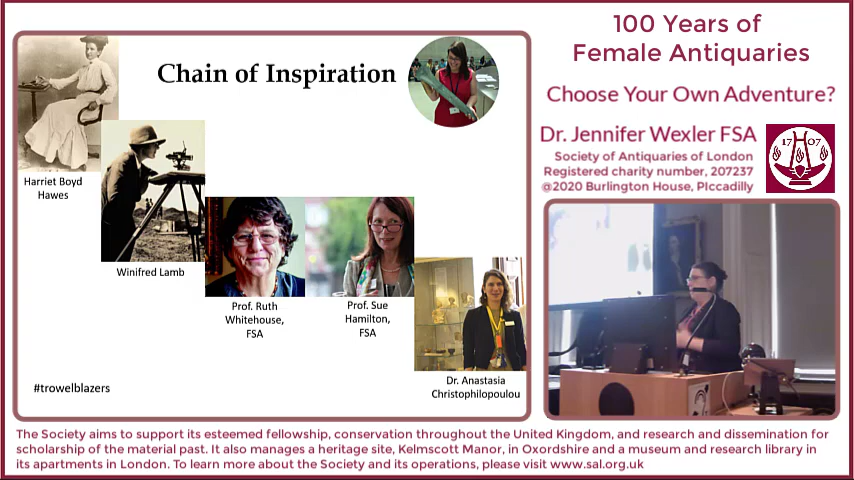 Chain of Inspiration
Harriet Boyd
Hawes
Winifred Lamb
Prof. Ruth
Whitehouse,
FSA
Prof. Sue
Hamilton,
FSA
Dr. Anastasia
Christophilopoulou
#trowelblazers
100 Years of
Female Antiquaries
Choose Your Own Adventure?
Dr. Jennifer Wexler FSA
Society of Antiquaries of London
Registered charity number, 207237
@2020 Burlington House, PIccadilly
1707
The Society aims to support its esteemed fellowship, conservation throughout the United Kingdom, and research and dissemination for
scholarship of the material past. It also manages a heritage site, Kelmscott Manor, in Oxordshire and a museum and research library in
its apartments in London. To learn more about the Society and its operations, please visit www.sal.org.uk